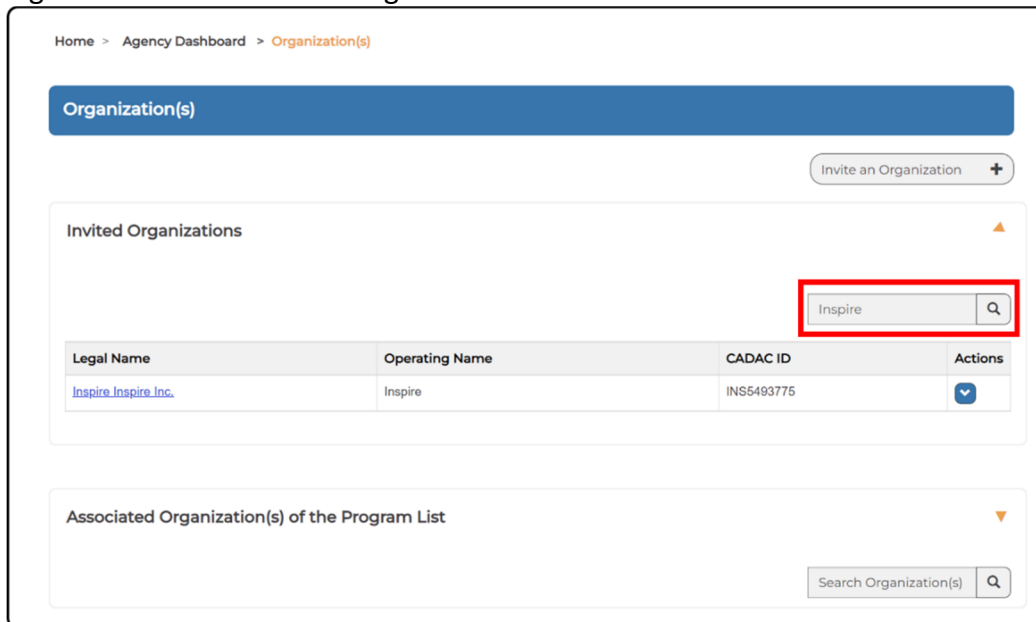 Home > Agency Dashboard > Organization(s)
Organization(s)
Invite an Organization +
Invited Organizations
Inspire
Legal Name Operating Name CADAC ID Actions
Inspire Inspire Inc. Inspire INS5493775
Associated Organization(s) of the Program List
Search Organization(s)